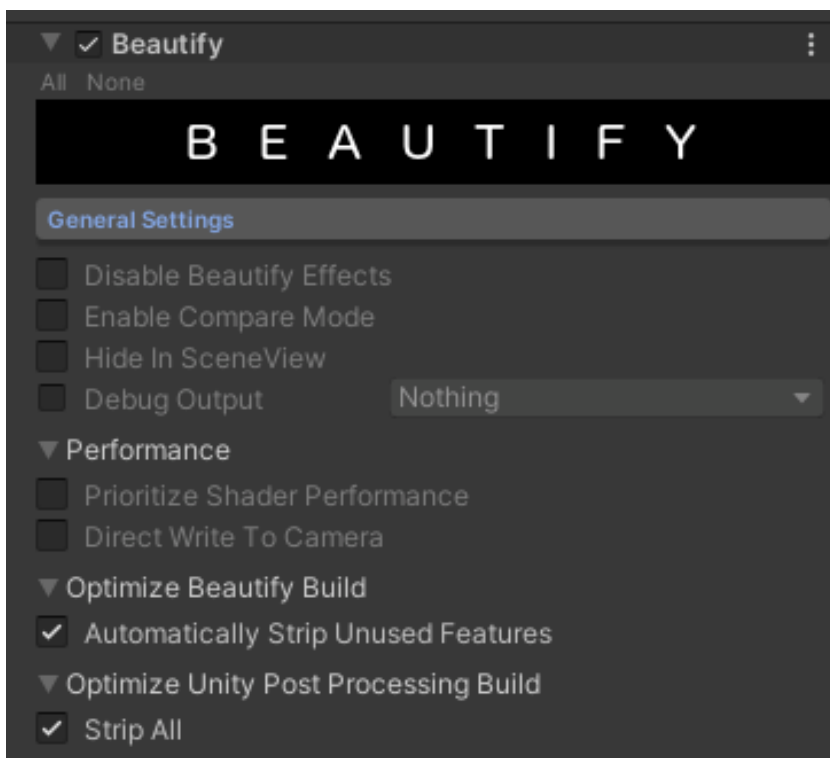 Beautify
All None
BEAUTIFY
General Settings
Disable Beautify Effects
Enable Compare Mode
Hide In SceneView
Debug Output Nothing
Performance
Prioritize Shader Performance
Direct Write To Camera
Optimize Beautify Build
Automatically Strip Unused Features
Optimize Unity Post Processing Build
Strip All